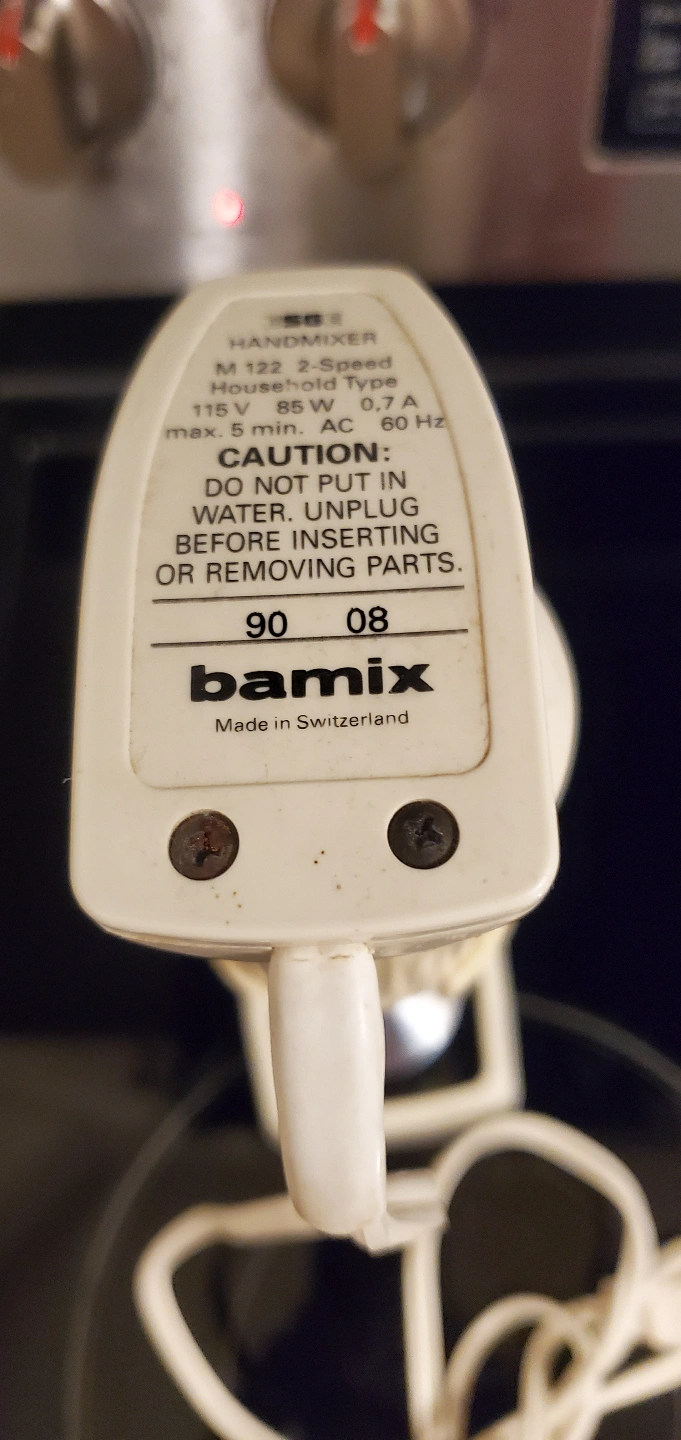 HANDMIXER
M 122 2-Speed
Household Type
115 V 85 W 0,7 A
max. 5 min. AC 60 Hz
CAUTION:
DO NOT PUT IN
WATER. UNPLUG
BEFORE INSERTING
OR REMOVING PARTS.
90 08
bamix
Made in Switzerland